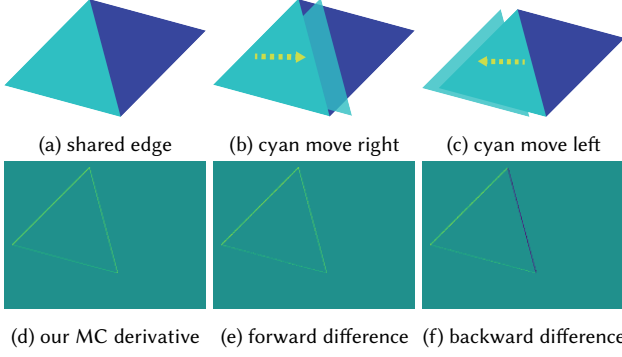 (a) shared edge (b) cyan move right (c) cyan move left
(d) our MC derivative (e) forward difference (f) backward difference